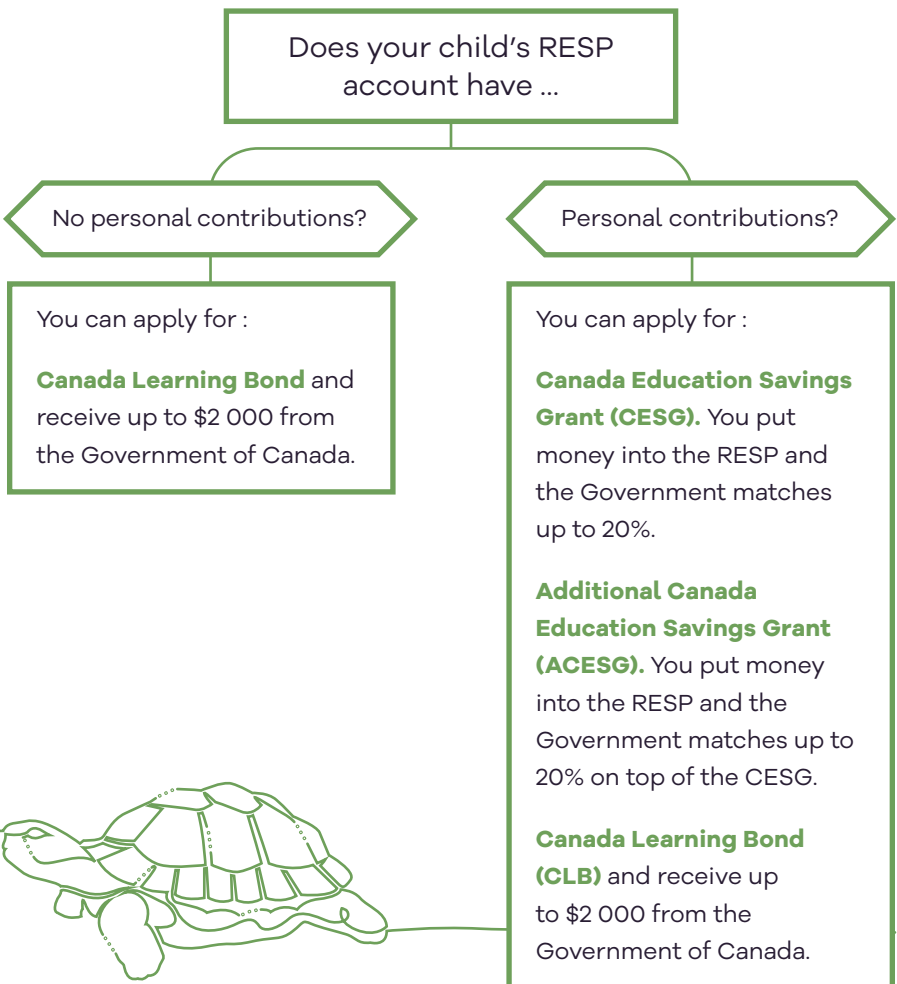 Does your child's RESP
account have ...
No personal contributions?
You can apply for :
Canada Learning Bond and
receive up to $2 000 from
the Government of Canada.
Personal contributions?
You can apply for :
Canada Education Savings
Grant (CESG). You put
money into the RESP and
the Government matches
up to 20%.
Additional Canada
Education Savings Grant
(ACESG). You put money
into the RESP and the
Government matches up to
20% on top of the CESG.
Canada Learning Bond
(CLB) and receive up
to $2 000 from the
Government of Canada.